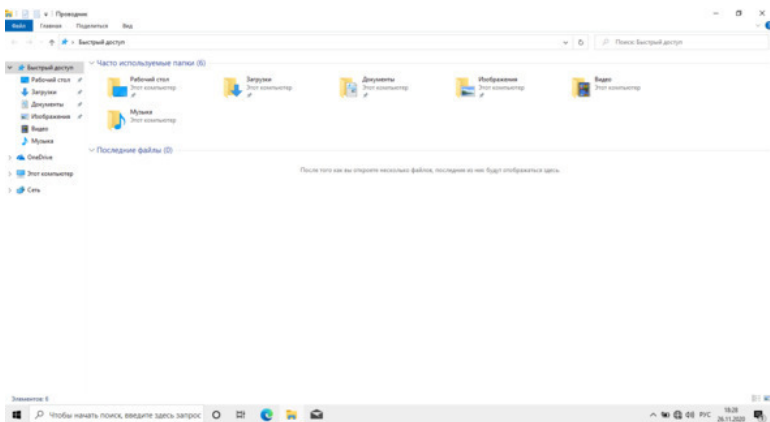 Проводник
Файл Главная Поделиться Вид
Быстрый доступ
Поиск: Быстрый доступ
Быстрый доступ
Рабочий стол
Загрузки
Документы
Изображения
Видео
Музыка
OneDrive
Этот компьютер
Сеть
Часто используемые папки (6)
Рабочий стол
Этот компьютер
Загрузки
Этот компьютер
Документы
Этот компьютер
Изображения
Этот компьютер
Видео
Этот компьютер
Музыка
Этот компьютер
Последние файлы (0)
После того как вы откроете несколько файлов, последние из них будут отображаться здесь.
Элементов: 6
Чтобы начать поиск, введите здесь запрос
РУС
18:28
26.11.2020